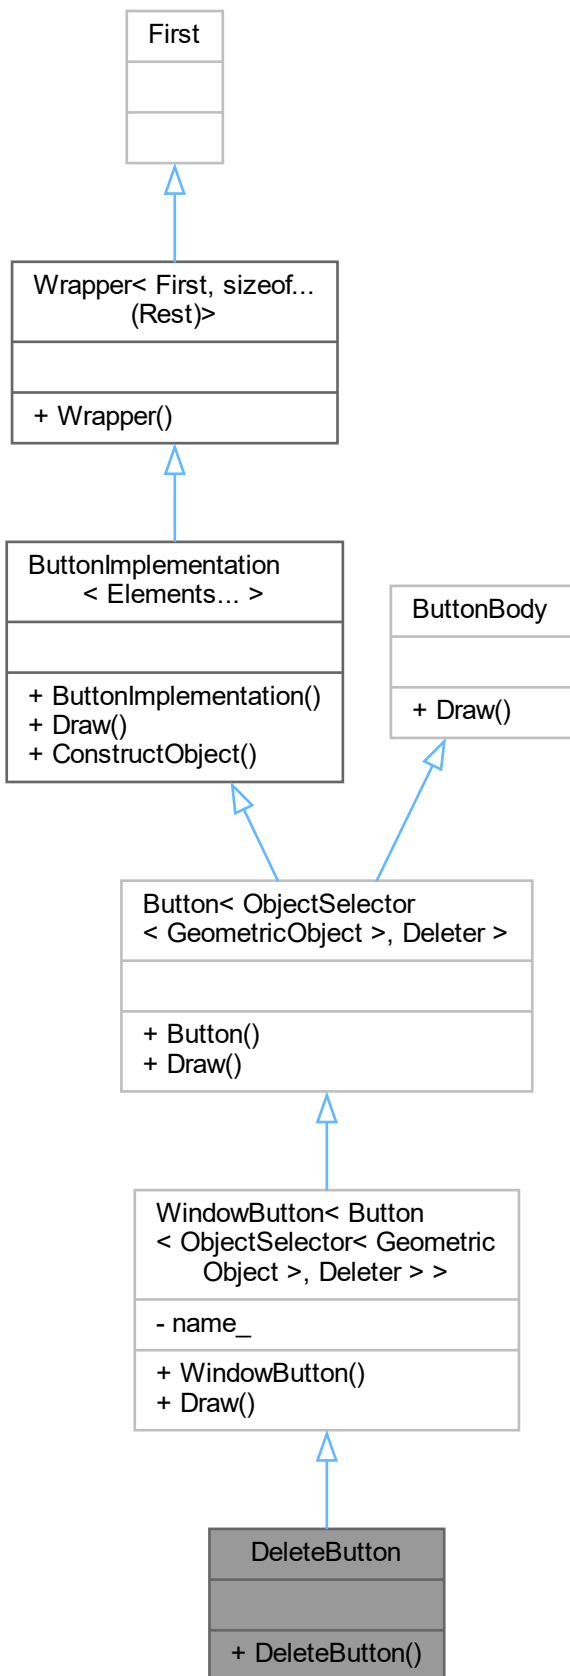 First
Wrapper< First, sizeof...
(Rest)>
+ Wrapper()
ButtonImplementation
< Elements... >
+ ButtonImplementation()
+ Draw()
+ ConstructObject()
ButtonBody
+ Draw()
Button< ObjectSelector
< GeometricObject >, Deleter >
+ Button()
+ Draw()
WindowButton< Button
< ObjectSelector< Geometric
Object >, Deleter > >
- name_
+ WindowButton()
+ Draw()
DeleteButton
+ DeleteButton()